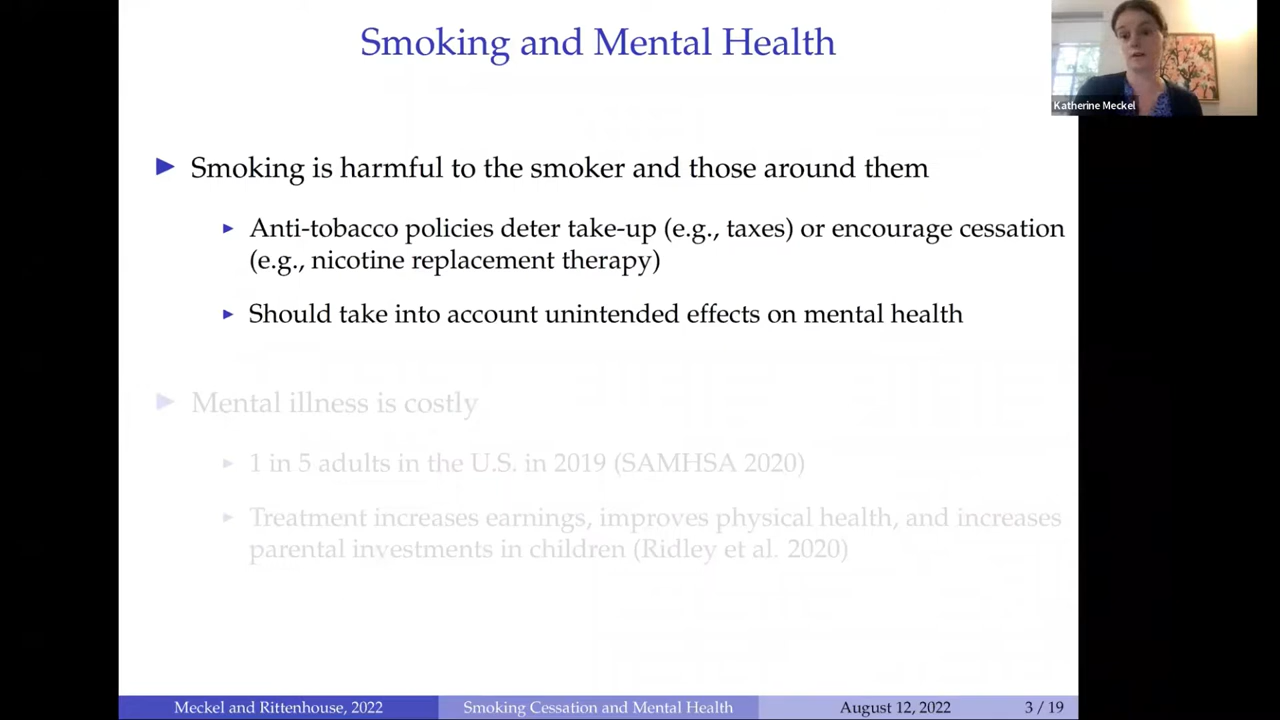 Smoking and Mental Health
Katherine Meckel
Smoking is harmful to the smoker and those around them
Anti-tobacco policies deter take-up (e.g., taxes) or encourage cessation
(e.g., nicotine replacement therapy)
Should take into account unintended effects on mental health
Mental illness is costly
1 in 5 adults in the U.S. in 2019 (SAMHSA 2020)
Treatment increases earnings, improves physical health, and increases
parental investments in children (Ridley et al. 2020)
Meckel and Rittenhouse, 2022
Smoking Cessation and Mental Health
August 12, 2022
3 / 19